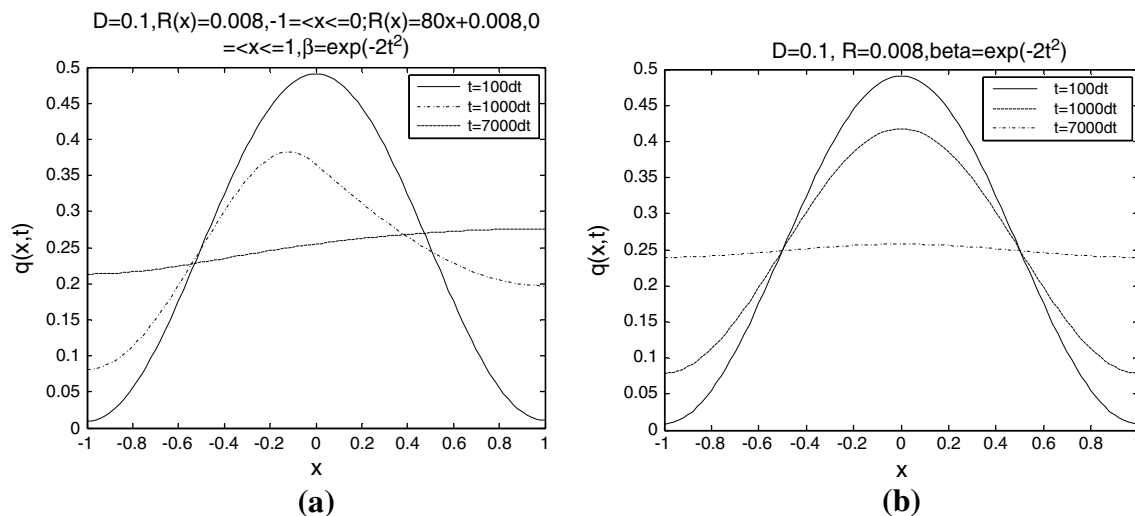 D=0.1,R(x)=0.008,-1=<x<=0;R(x)=80x+0.008,0
=<x<=1,β=exp(-2t²)
0.5
0.45
0.4
0.35
0.3
0.25
0.2
0.15
0.1
0.05
0
q(x,t)
t=100dt
t=1000dt
t=7000dt
-1 -0.8 -0.6 -0.4 -0.2 0 0.2 0.4 0.6 0.8 1
x
(a)
D=0.1, R=0.008,beta=exp(-2t²)
0.5
0.45
0.4
0.35
0.3
0.25
0.2
0.15
0.1
0.05
0
q(x,t)
t=100dt
t=1000dt
t=7000dt
-1 -0.8 -0.6 -0.4 -0.2 0 0.2 0.4 0.6 0.8 1
x
(b)